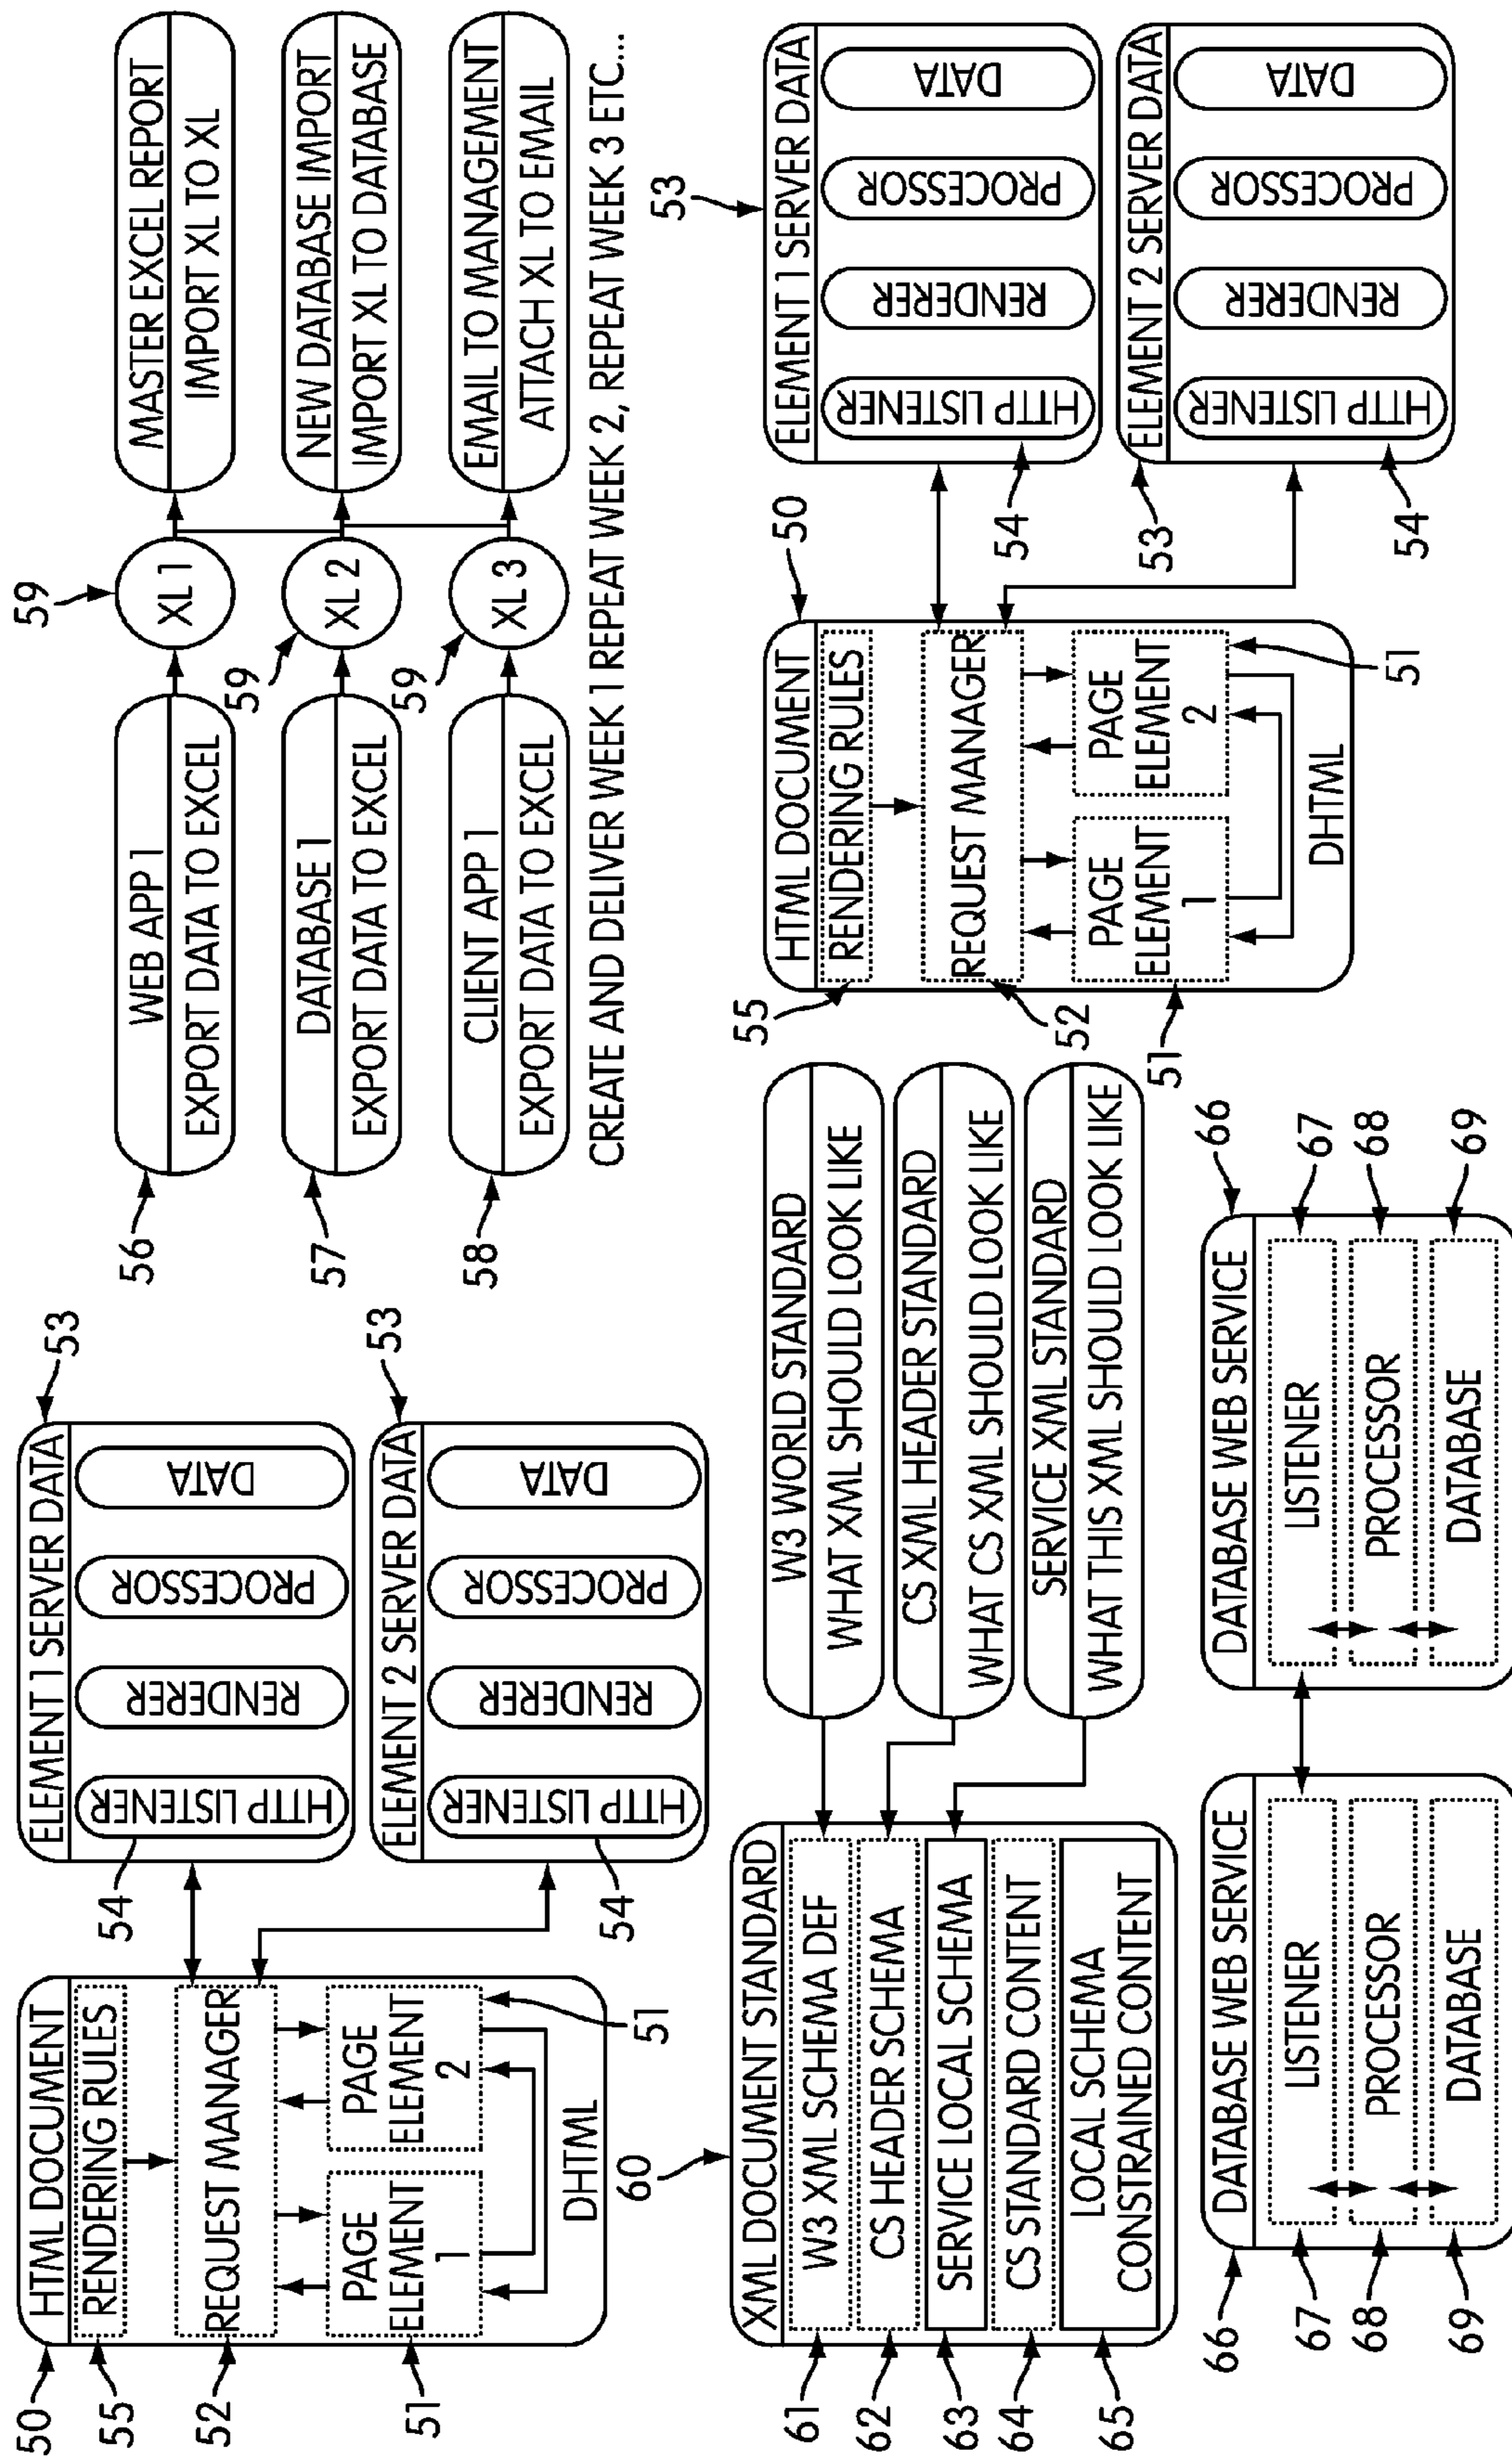 50
HTML DOCUMENT
55
RENDERING RULES
52
REQUEST MANAGER
51
PAGE
ELEMENT
1
PAGE
ELEMENT
2
51
DHTML
53
ELEMENT 1 SERVER DATA
54
HTTP LISTENER
RENDERER
PROCESSOR
DATA
53
ELEMENT 2 SERVER DATA
54
HTTP LISTENER
RENDERER
PROCESSOR
DATA
56
WEB APP 1
EXPORT DATA TO EXCEL
59
XL 1
MASTER EXCEL REPORT
IMPORT XL TO XL
57
DATABASE 1
EXPORT DATA TO EXCEL
59
XL 2
NEW DATABASE IMPORT
IMPORT XL TO DATABASE
58
CLIENT APP 1
EXPORT DATA TO EXCEL
59
XL 3
EMAIL TO MANAGEMENT
ATTACH XL TO EMAIL
CREATE AND DELIVER WEEK 1 REPEAT WEEK 2, REPEAT WEEK 3 ETC...
60
XML DOCUMENT STANDARD
61
W3 XML SCHEMA DEF
62
CS HEADER SCHEMA
63
SERVICE LOCAL SCHEMA
64
CS STANDARD CONTENT
65
LOCAL SCHEMA
CONSTRAINED CONTENT
W3 WORLD STANDARD
WHAT XML SHOULD LOOK LIKE
CS XML HEADER STANDARD
WHAT CS XML SHOULD LOOK LIKE
SERVICE XML STANDARD
WHAT THIS XML SHOULD LOOK LIKE
50
HTML DOCUMENT
55
RENDERING RULES
52
REQUEST MANAGER
51
PAGE
ELEMENT
1
PAGE
ELEMENT
2
51
DHTML
53
ELEMENT 1 SERVER DATA
54
HTTP LISTENER
RENDERER
PROCESSOR
DATA
53
ELEMENT 2 SERVER DATA
54
HTTP LISTENER
RENDERER
PROCESSOR
DATA
66
DATABASE WEB SERVICE
67
LISTENER
68
PROCESSOR
69
DATABASE
66
DATABASE WEB SERVICE
67
LISTENER
68
PROCESSOR
69
DATABASE